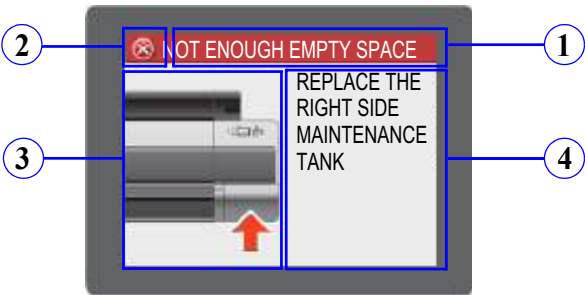 2
NOT ENOUGH EMPTY SPACE
1
REPLACE THE
RIGHT SIDE
MAINTENANCE
TANK
3
4